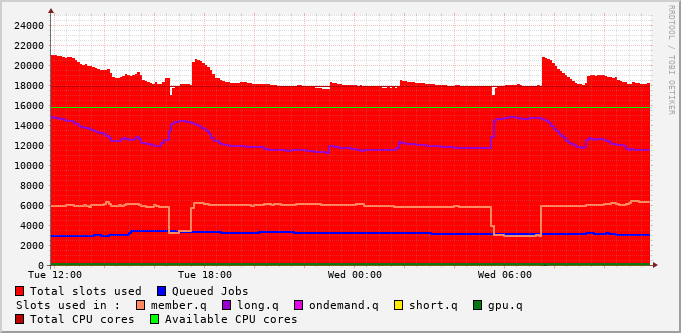 RRDTOOL / TOBI OETIKER
24000
22000
20000
18000
16000
14000
12000
10000
8000
6000
4000
2000
0
Tue 12:00 Tue 18:00 Wed 00:00 Wed 06:00
Total slots used Queued Jobs
Slots used in : member.q long.q ondemand.q short.q gpu.q
Total CPU cores Available CPU cores